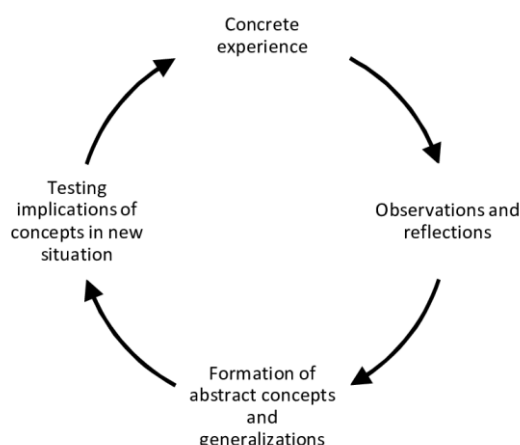 Concrete
experience
Observations and
reflections
Formation of
abstract concepts
and
generalizations
Testing
implications of
concepts in new
situation